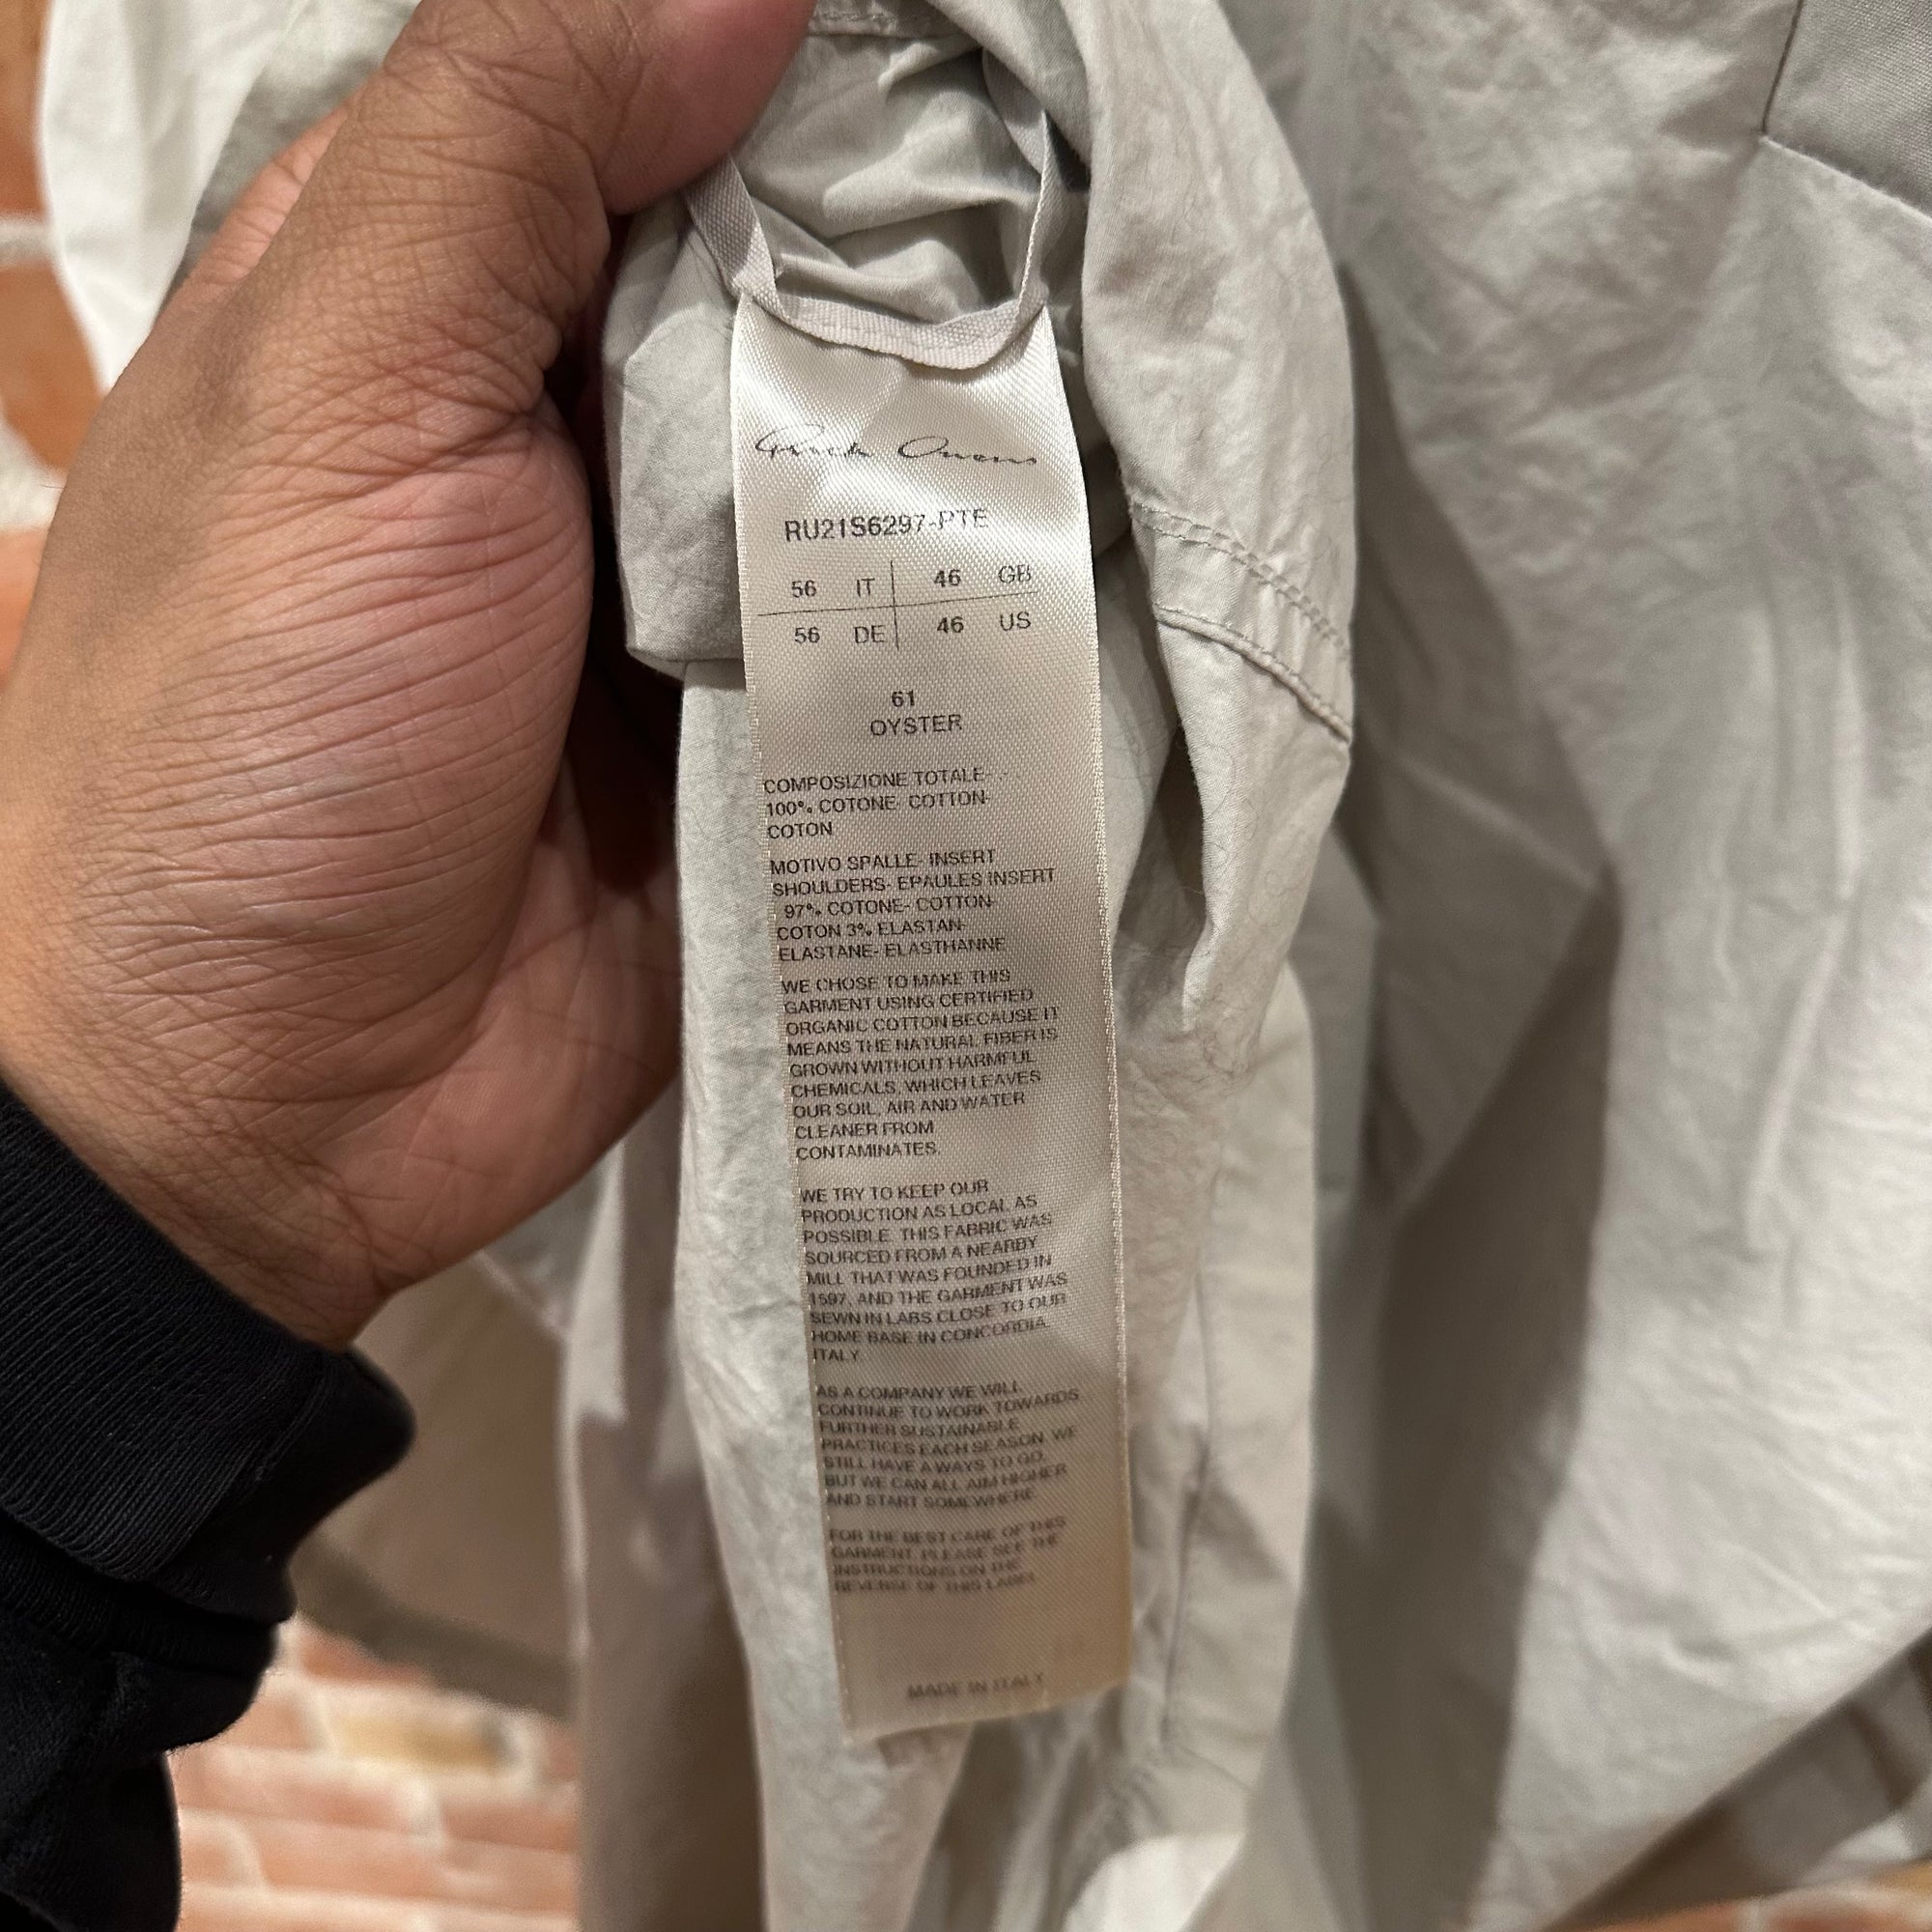 Rick Owens
RU21S6297-PTE
56 IT 46 GB
56 DE 46 US
61
OYSTER
COMPOSIZIONE TOTALE-
100% COTONE- COTTON-
COTON
MOTIVO SPALLE- INSERT
SHOULDERS- EPAULES INSERT
97% COTONE- COTTON-
COTON 3% ELASTAN-
ELASTANE- ELASTHANNE
WE CHOSE TO MAKE THIS
GARMENT USING CERTIFIED
ORGANIC COTTON BECAUSE IT
MEANS THE NATURAL FIBER IS
GROWN WITHOUT HARMFUL
CHEMICALS, WHICH LEAVES
OUR SOIL, AIR AND WATER
CLEANER FROM
CONTAMINATES.
WE TRY TO KEEP OUR
PRODUCTION AS LOCAL AS
POSSIBLE. THIS FABRIC WAS
SOURCED FROM A NEARBY
MILL THAT WAS FOUNDED IN
1597, AND THE GARMENT WAS
SEWN IN LABS CLOSE TO OUR
HOME BASE IN CONCORDIA,
ITALY
AS A COMPANY WE WILL
CONTINUE TO WORK TOWARDS
FURTHER SUSTAINABLE
PRACTICES EACH SEASON. WE
STILL HAVE A WAYS TO GO,
BUT WE CAN ALL AIM HIGHER
AND START SOMEWHERE
FOR THE BEST CARE OF THIS
GARMENT, PLEASE SEE THE
INSTRUCTIONS ON THE
REVERSE OF THIS LABEL
MADE IN ITALY